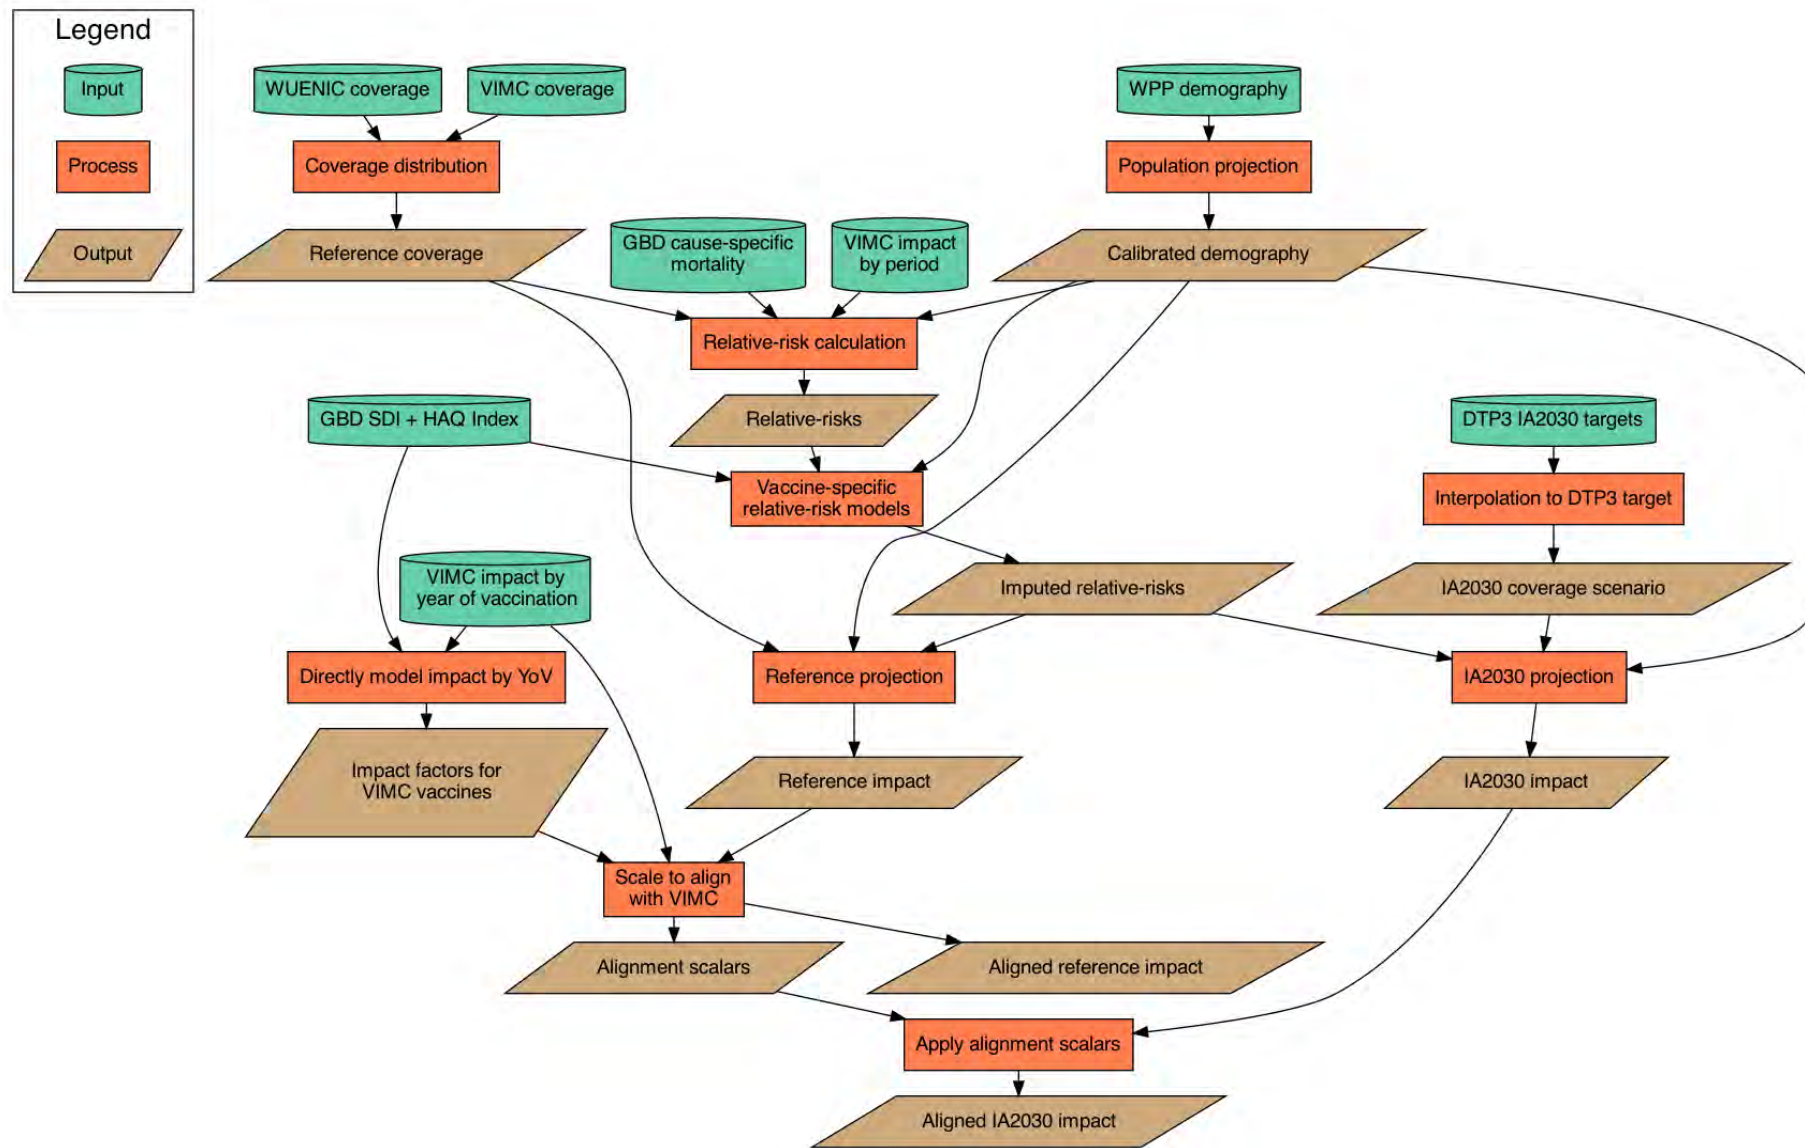 Legend
Input
Process
Output
WUENIC coverage
VIMC coverage
WPP demography
Coverage distribution
Population projection
Reference coverage
GBD cause-specific
mortality
VIMC impact
by period
Calibrated demography
Relative-risk calculation
GBD SDI + HAQ Index
Relative-risks
DTP3 IA2030 targets
Vaccine-specific
relative-risk models
Interpolation to DTP3 target
VIMC impact by
year of vaccination
Imputed relative-risks
IA2030 coverage scenario
Directly model impact by YoV
Reference projection
IA2030 projection
Impact factors for
VIMC vaccines
Reference impact
IA2030 impact
Scale to align
with VIMC
Alignment scalars
Aligned reference impact
Apply alignment scalars
Aligned IA2030 impact